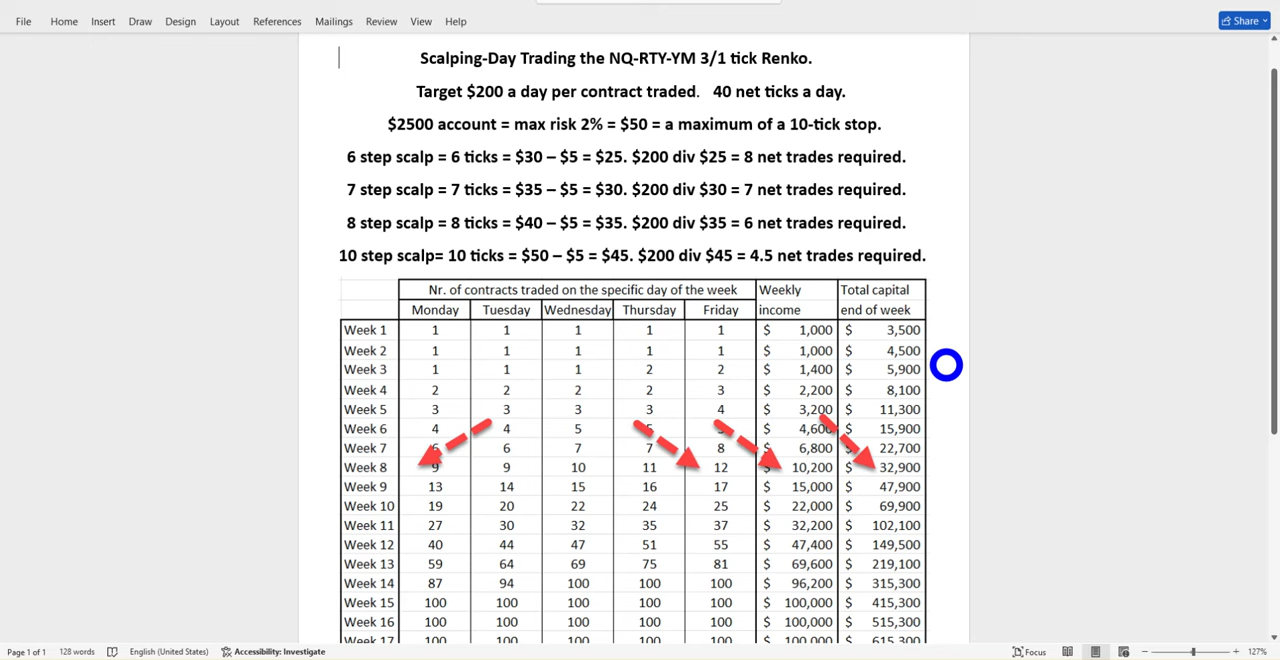 File Home Insert Draw Design Layout References Mailings Review View Help Share
Scalping-Day Trading the NQ-RTY-YM 3/1 tick Renko.
Target $200 a day per contract traded. 40 net ticks a day.
$2500 account = max risk 2% = $50 = a maximum of a 10-tick stop.
6 step scalp = 6 ticks = $30 – $5 = $25. $200 div $25 = 8 net trades required.
7 step scalp = 7 ticks = $35 – $5 = $30. $200 div $30 = 7 net trades required.
8 step scalp = 8 ticks = $40 – $5 = $35. $200 div $35 = 6 net trades required.
10 step scalp= 10 ticks = $50 – $5 = $45. $200 div $45 = 4.5 net trades required.
Nr. of contracts traded on the specific day of the week Weekly Total capital
Monday Tuesday Wednesday Thursday Friday income end of week
Week 1 1 1 1 1 1 $ 1,000 $ 3,500
Week 2 1 1 1 1 1 $ 1,000 $ 4,500
Week 3 1 1 1 2 2 $ 1,400 $ 5,900
Week 4 2 2 2 2 3 $ 2,200 $ 8,100
Week 5 3 3 3 3 4 $ 3,200 $ 11,300
Week 6 4 4 5 $ 4,600 $ 15,900
Week 7 6 7 7 8 $ 6,800 $ 22,700
Week 8 9 9 10 11 12 $ 10,200 $ 32,900
Week 9 13 14 15 16 17 $ 15,000 $ 47,900
Week 10 19 20 22 24 25 $ 22,000 $ 69,900
Week 11 27 30 32 35 37 $ 32,200 $ 102,100
Week 12 40 44 47 51 55 $ 47,400 $ 149,500
Week 13 59 64 69 75 81 $ 69,600 $ 219,100
Week 14 87 94 100 100 100 $ 96,200 $ 315,300
Week 15 100 100 100 100 100 $ 100,000 $ 415,300
Week 16 100 100 100 100 100 $ 100,000 $ 515,300
Week 17 100 100 100 100 100 $ 100,000 $ 615,300
Page 1 of 1 128 words English (United States) Accessibility: Investigate Focus 127%